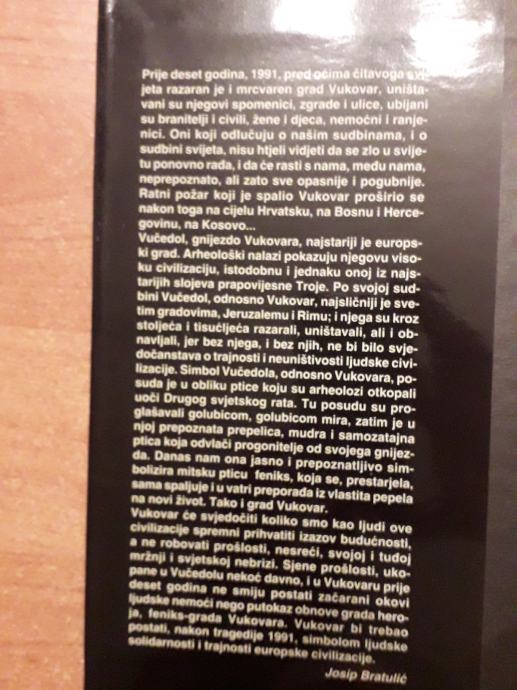 Prije deset godina, 1991, pred očima čitavoga svi-
jeta razaran je i mrcvaren grad Vukovar, uništa-
vani su njegovi spomenici, zgrade i ulice, ubijani
su branitelji i civili, žene i djeca, nemoćni i ranje-
nici. Oni koji odlučuju o našim sudbinama, i o
sudbini svijeta, nisu htjeli vidjeti da se zlo u svije-
tu ponovno rađa, i da će rasti s nama, među nama,
neprepoznato, ali zato sve opasnije i pogubnije.
Ratni požar koji je spalio Vukovar proširio se
nakon toga na cijelu Hrvatsku, na Bosnu i Herce-
govinu, na Kosovo...
Vučedol, gnijezdo Vukovara, najstariji je europs-
ki grad. Arheološki nalazi pokazuju njegovu viso-
ku civilizaciju, istodobnu i jednaku onoj iz najs-
tarijih slojeva prapovijesne Troje. Po svojoj sud-
bini Vučedol, odnosno Vukovar, najsličniji je sve-
tim gradovima, Jeruzalemu i Rimu; i njega su kroz
stoljeća i tisućljeća razarali, uništavali, ali i ob-
navljali, jer bez njega, i bez njih, ne bi bilo svje-
dočanstava o trajnosti i neuništivosti ljudske civi-
lizacije. Simbol Vučedola, odnosno Vukovara, po-
suda je u obliku ptice koju su arheolozi otkopali
uoči Drugog svjetskog rata. Tu posudu su pro-
glašavali golubicom, golubicom mira, zatim je u
njoj prepoznata prepelica, mudra i samozatajna
ptica koja odvlači progonitelje od svojega gnijez-
da. Danas nam ona jasno i prepoznatljivo sim-
bolizira mitsku pticu feniks, koja se, prestarjela,
sama spaljuje i u vatri preporađa iz vlastita pepela
na novi život. Tako i grad Vukovar.
Vukovar će svjedočiti koliko smo kao ljudi ove
civilizacije spremni prihvatiti izazov budućnosti,
a ne robovati prošlosti, nesreći, svojoj i tuđoj
mržnji i svjetskoj nebrizi. Sjene prošlosti, uko-
pane u Vučedolu nekoć davno, i u Vukovaru prije
deset godina ne smiju postati začarani okovi
ljudske nemoći nego putokaz obnove grada hero-
ja, feniks-grada Vukovara. Vukovar bi trebao
postati, nakon tragedije 1991, simbolom ljudske
solidarnosti i trajnosti europske civilizacije.
Josip Bratulić